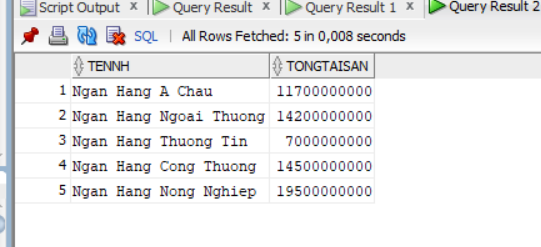 Script Output x Query Result x Query Result 1 x Query Result 2
SQL | All Rows Fetched: 5 in 0,008 seconds
TENNH TONGTAISAN
1 Ngan Hang A Chau 11700000000
2 Ngan Hang Ngoai Thuong 14200000000
3 Ngan Hang Thuong Tin 7000000000
4 Ngan Hang Cong Thuong 14500000000
5 Ngan Hang Nong Nghiep 19500000000